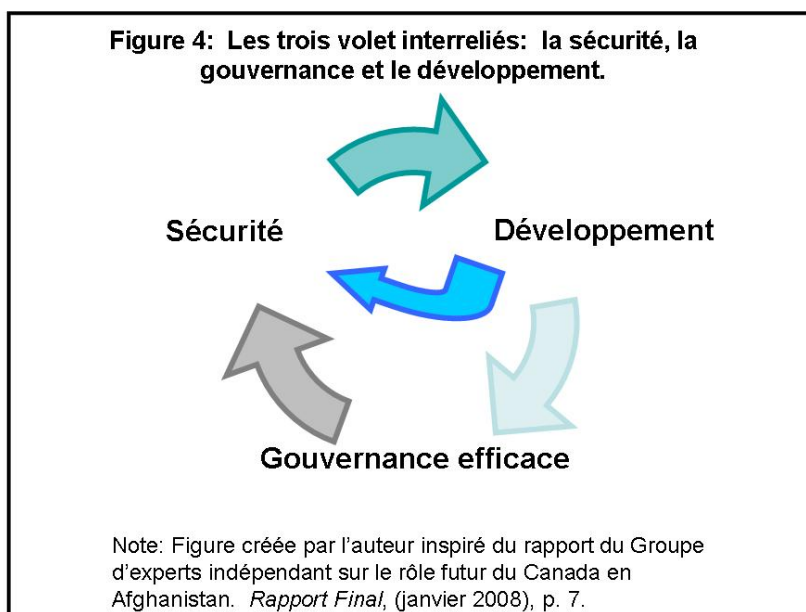 Figure 4: Les trois volet interreliés: la sécurité, la
gouvernance et le développement.
Sécurité
Développement
Gouvernance efficace
Note: Figure créée par l'auteur inspiré du rapport du Groupe
d'experts indépendant sur le rôle futur du Canada en
Afghanistan. Rapport Final, (janvier 2008), p. 7.